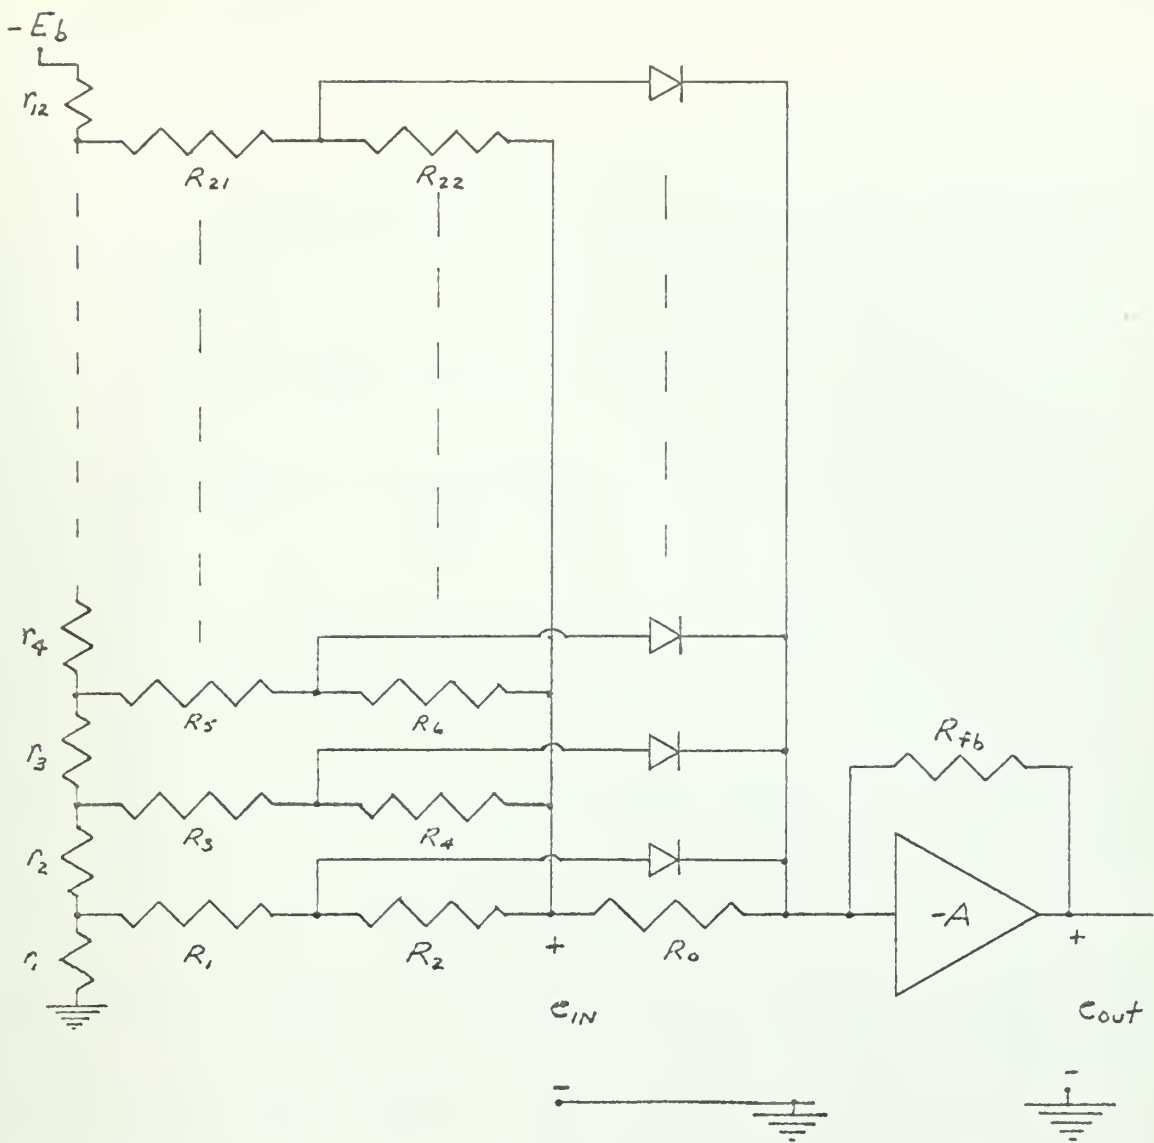 -Eb
r12
R21 R22
r4
R5 R6
r3
Rfb
R3 R4
r2
-A
r1
R1 R2 + R0 +
eIN eout
- -